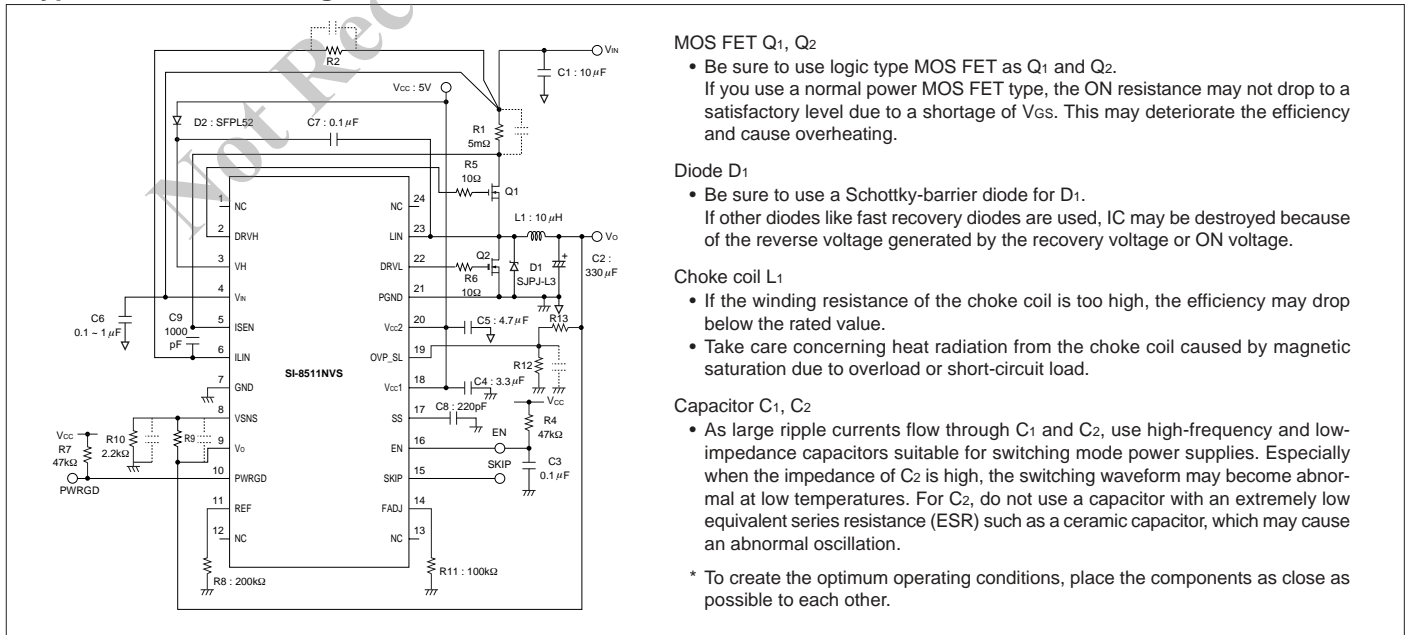 Not Rec
R2
VIN
C1 : 10 μF
VCC : 5V
D2 : SFPL52
C7 : 0.1 μF
R1
5mΩ
R5
10Ω
Q1
1
NC
24
NC
2
DRVH
23
LIN
L1 : 10 μH
VO
3
VH
22
DRVL
Q2
R6
10Ω
D1
SJPJ-L3
C2 :
330 μF
4
VIN
21
PGND
C6
0.1 ~ 1 μF
C9
1000
pF
5
ISEN
20
VCC2
C5 : 4.7 μF
R13
6
ILIN
19
OVP_SL
R12
SI-8511NVS
7
GND
18
VCC1
C4 : 3.3 μF
8
VSNS
17
SS
C8 : 220pF
VCC
R4
47kΩ
VCC
R7
47kΩ
R10
2.2kΩ
R9
9
VO
16
EN
EN
C3
0.1 μF
10
PWRGD
PWRGD
15
SKIP
SKIP
11
REF
14
FADJ
12
NC
13
NC
R8 : 200kΩ
R11 : 100kΩ
MOS FET Q1, Q2
• Be sure to use logic type MOS FET as Q1 and Q2.
If you use a normal power MOS FET type, the ON resistance may not drop to a
satisfactory level due to a shortage of VGS. This may deteriorate the efficiency
and cause overheating.
Diode D1
• Be sure to use a Schottky-barrier diode for D1.
If other diodes like fast recovery diodes are used, IC may be destroyed because
of the reverse voltage generated by the recovery voltage or ON voltage.
Choke coil L1
• If the winding resistance of the choke coil is too high, the efficiency may drop
below the rated value.
• Take care concerning heat radiation from the choke coil caused by magnetic
saturation due to overload or short-circuit load.
Capacitor C1, C2
• As large ripple currents flow through C1 and C2, use high-frequency and low-
impedance capacitors suitable for switching mode power supplies. Especially
when the impedance of C2 is high, the switching waveform may become abnor-
mal at low temperatures. For C2, do not use a capacitor with an extremely low
equivalent series resistance (ESR) such as a ceramic capacitor, which may cause
an abnormal oscillation.
* To create the optimum operating conditions, place the components as close as
possible to each other.